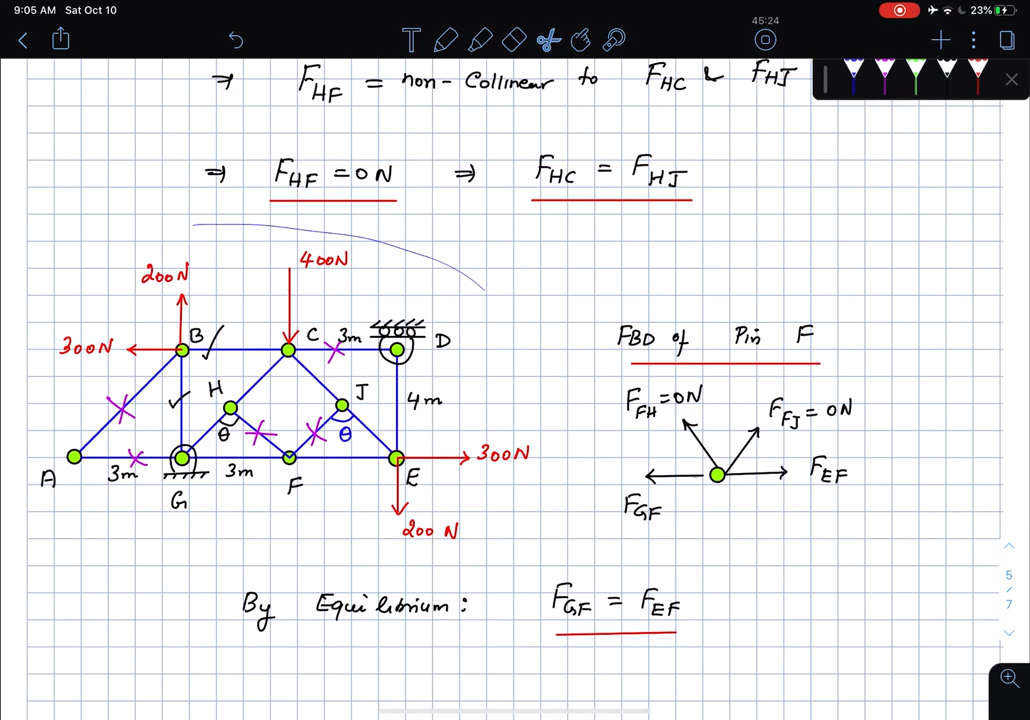 9:05 AM Sat Oct 10
23%
45:24
⇒ F_HF = non-Collinear to F_HC & F_HJ
⇒ F_HF = 0 N ⇒ F_HC = F_HJ
400N
200N
300N
B
C
3m
D
H
J
4m
θ
θ
A
3m
G
3m
F
E
300N
200 N
FBD of Pin F
F_FH = 0N
F_FJ = 0N
F_GF
F_EF
By Equilibrium: F_GF = F_EF
5
/
7